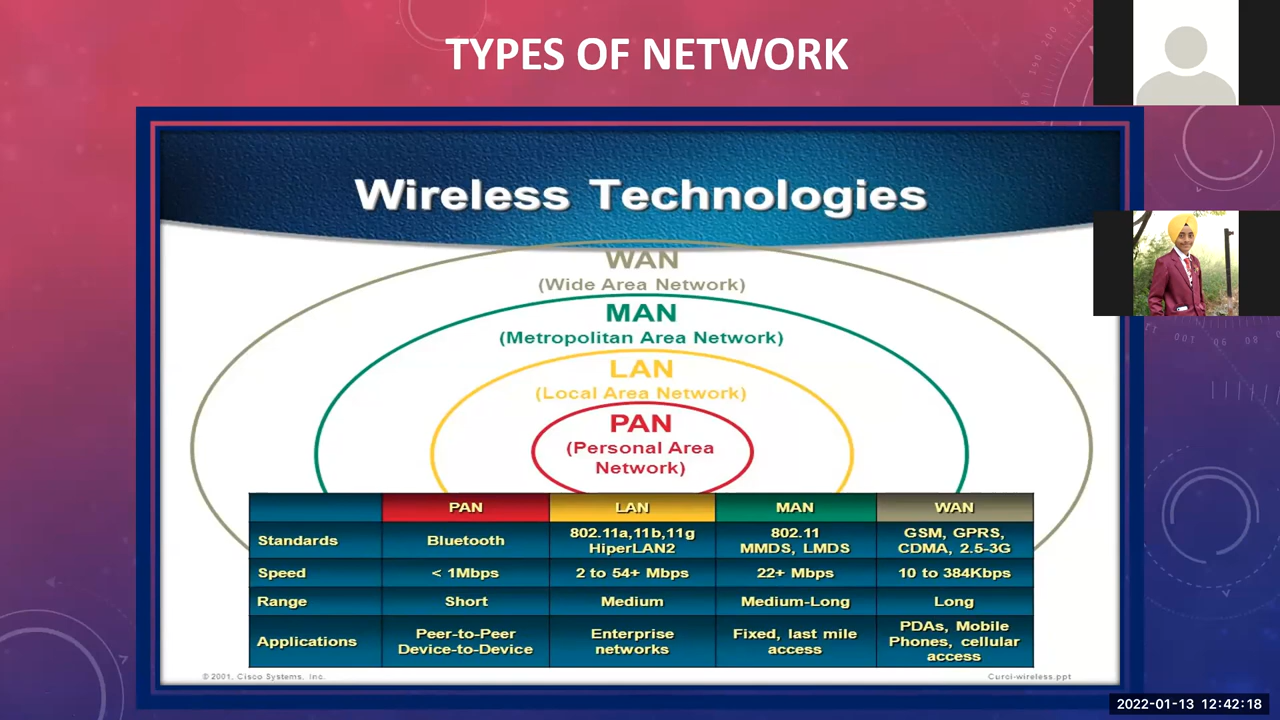 TYPES OF NETWORK
Wireless Technologies
WAN
(Wide Area Network)
MAN
(Metropolitan Area Network)
LAN
(Local Area Network)
PAN
(Personal Area
Network)
PAN LAN MAN WAN
Standards Bluetooth 802.11a,11b,11g HiperLAN2 802.11 MMDS, LMDS GSM, GPRS, CDMA, 2.5-3G
Speed < 1Mbps 2 to 54+ Mbps 22+ Mbps 10 to 384Kbps
Range Short Medium Medium-Long Long
Applications Peer-to-Peer Device-to-Device Enterprise networks Fixed, last mile access PDAs, Mobile Phones, cellular access
© 2001, Cisco Systems, Inc. Curci-wireless.ppt
2022-01-13 12:42:18